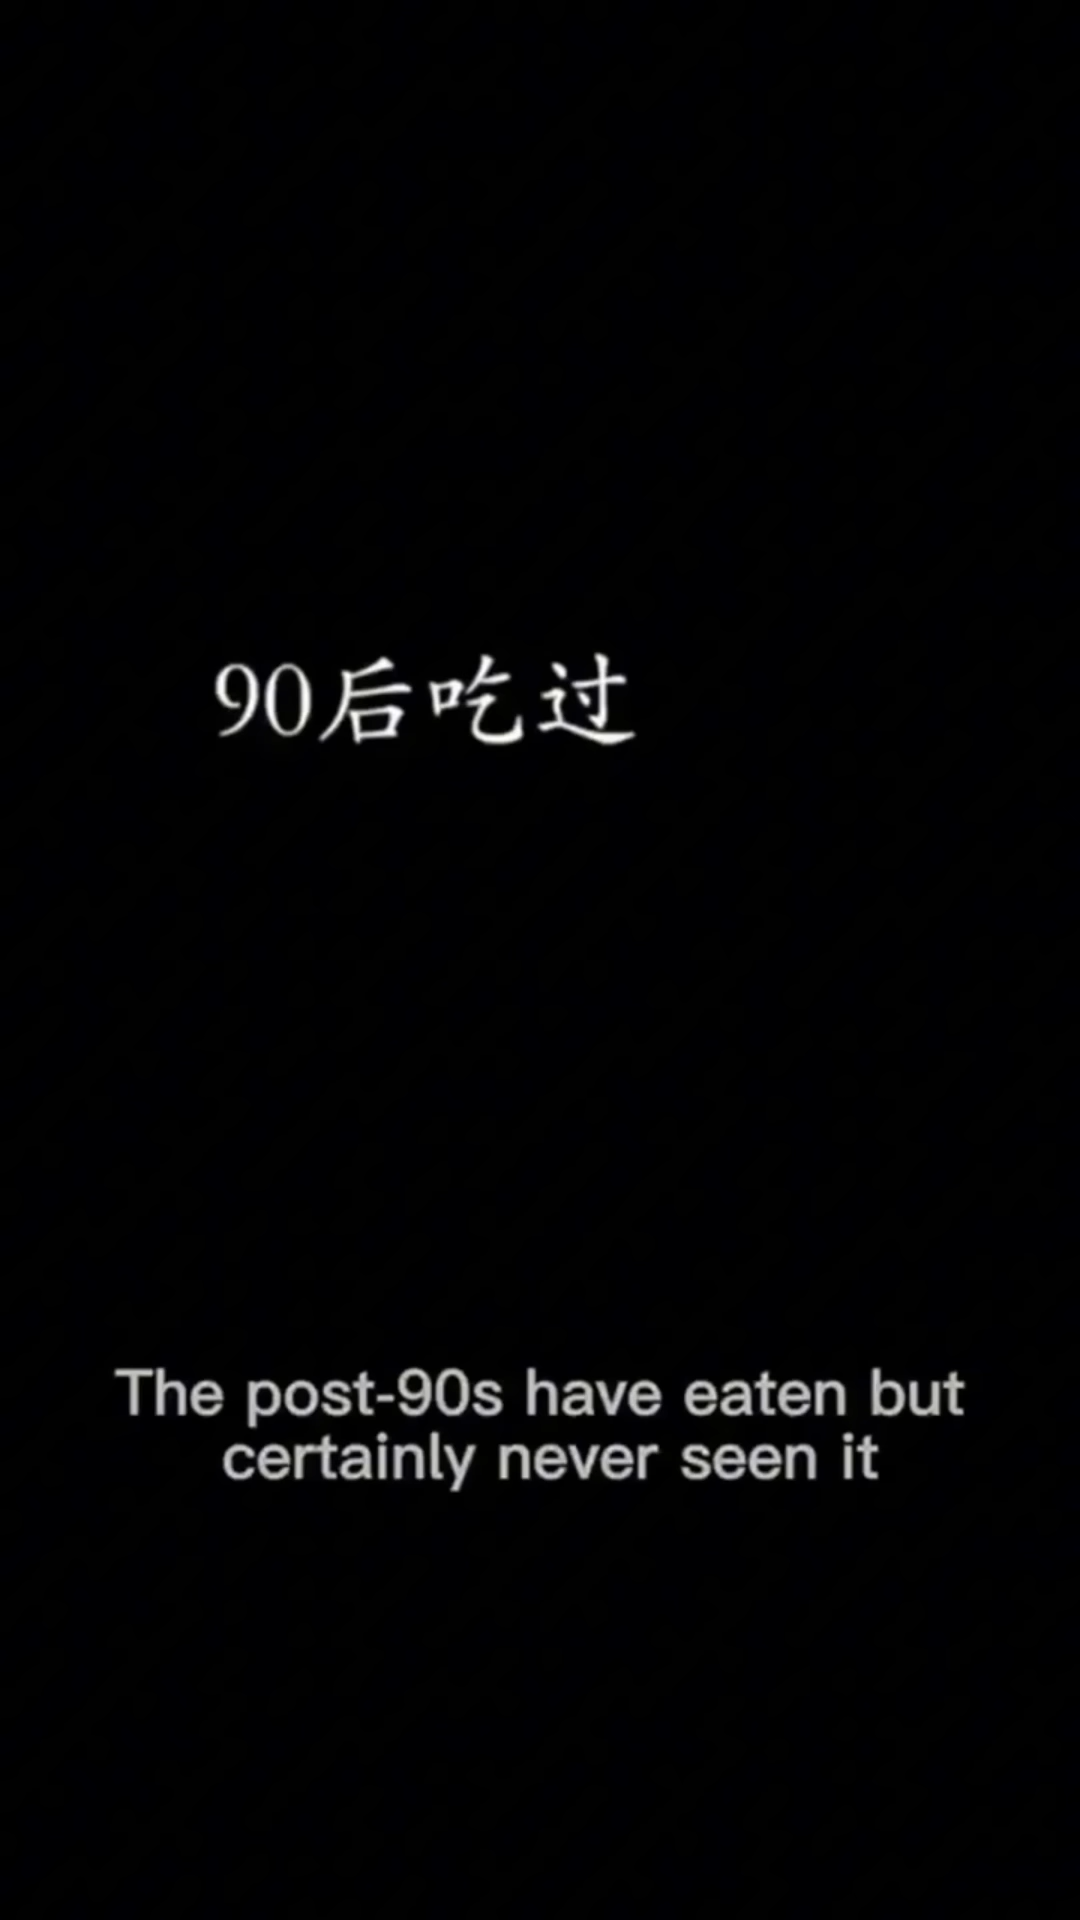 90后吃过
The post-90s have eaten but
certainly never seen it